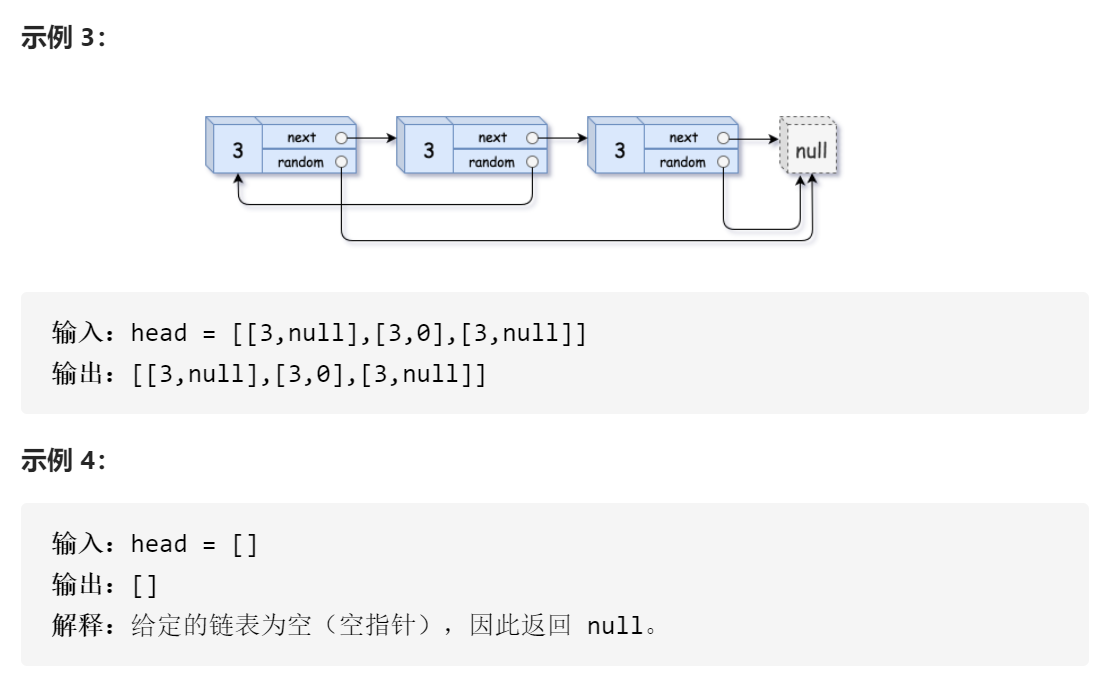 示例 3：
3 next random 3 next random 3 next random null
输入：head = [[3,null],[3,0],[3,null]]
输出：[[3,null],[3,0],[3,null]]
示例 4：
输入：head = []
输出：[]
解释：给定的链表为空（空指针），因此返回 null。